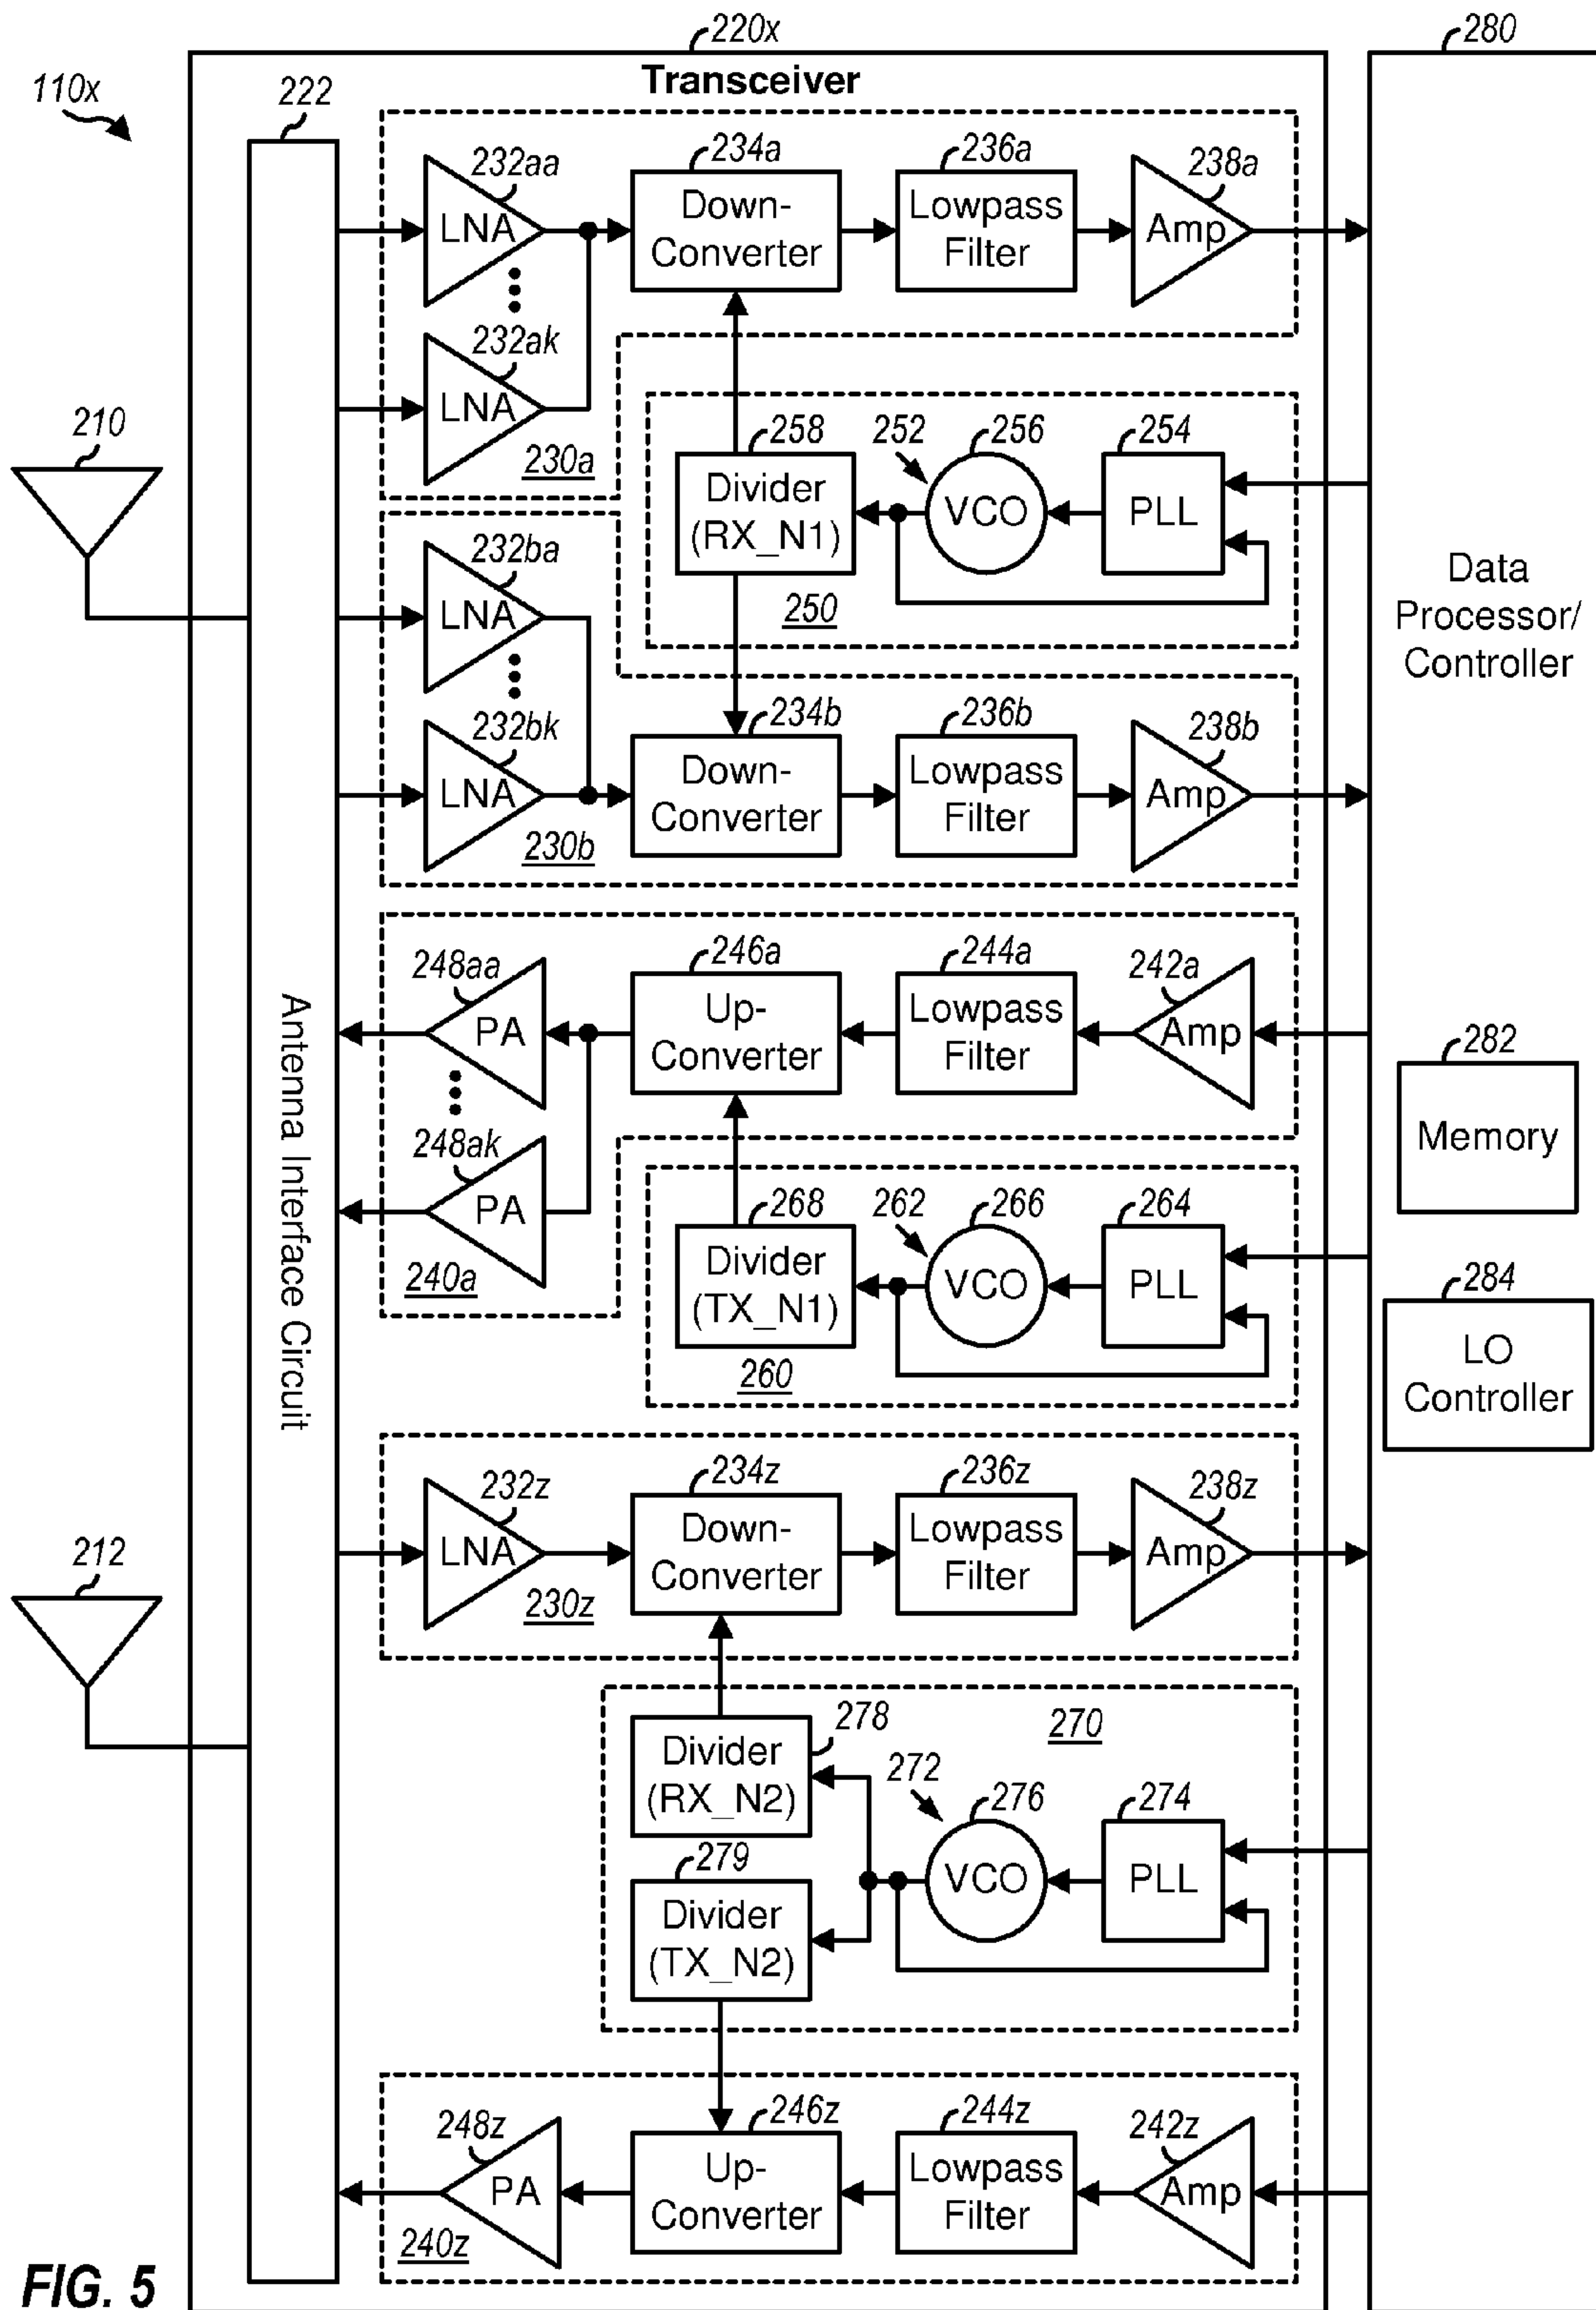 220x
280
110x
222
Transceiver
232aa
234a
236a
238a
LNA
Down-
Converter
Lowpass
Filter
Amp
232ak
LNA
230a
210
258
252
256
254
Divider
(RX_N1)
VCO
PLL
250
232ba
LNA
Data
Processor/
Controller
232bk
234b
236b
238b
LNA
Down-
Converter
Lowpass
Filter
Amp
230b
248aa
246a
244a
242a
PA
Up-
Converter
Lowpass
Filter
Amp
Antenna Interface Circuit
282
Memory
248ak
PA
240a
268
262
266
264
Divider
(TX_N1)
VCO
PLL
260
284
LO
Controller
232z
234z
236z
238z
LNA
Down-
Converter
Lowpass
Filter
Amp
230z
212
278
270
Divider
(RX_N2)
272
276
274
279
Divider
(TX_N2)
VCO
PLL
248z
246z
244z
242z
PA
Up-
Converter
Lowpass
Filter
Amp
240z
FIG. 5